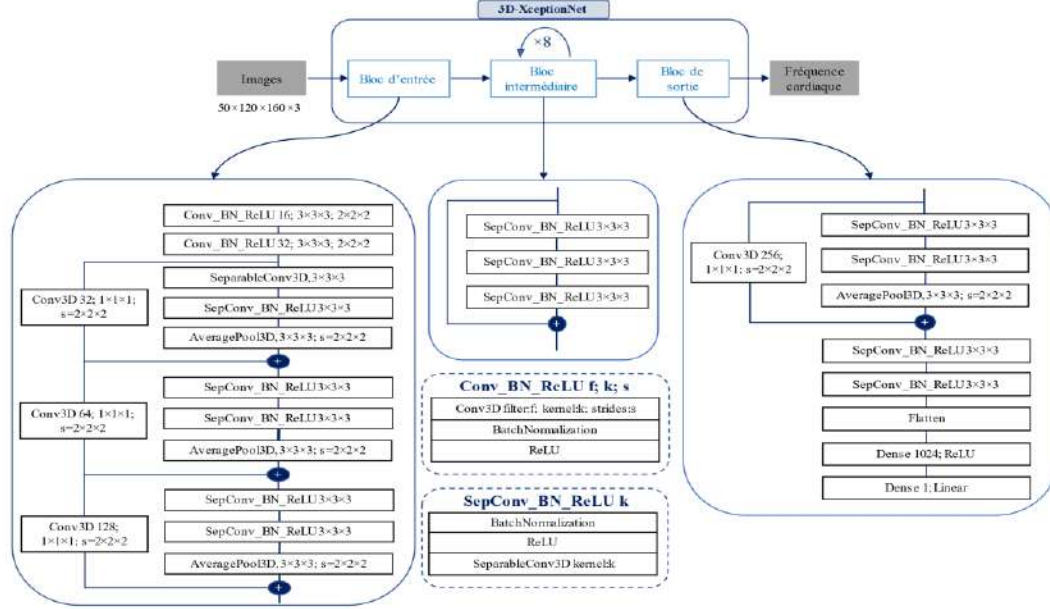 3D-XceptionNet
×8
Images
Bloc d'entrée
Bloc
intermédiaire
Bloc de
sortie
Fréquence
cardiaque
50×120×160×3
Conv_BN_ReLU 16; 3×3×3; 2×2×2
Conv_BN_ReLU 32; 3×3×3; 2×2×2
SeparableConv3D, 3×3×3
SepConv_BN_ReLU 3×3×3
AveragePool3D, 3×3×3; s=2×2×2
Conv3D 32; 1×1×1;
s=2×2×2
+
SepConv_BN_ReLU 3×3×3
SepConv_BN_ReLU 3×3×3
AveragePool3D, 3×3×3; s=2×2×2
Conv3D 64; 1×1×1;
s=2×2×2
+
SepConv_BN_ReLU 3×3×3
SepConv_BN_ReLU 3×3×3
AveragePool3D, 3×3×3; s=2×2×2
Conv3D 128;
1×1×1; s=2×2×2
+
SepConv_BN_ReLU 3×3×3
SepConv_BN_ReLU 3×3×3
SepConv_BN_ReLU 3×3×3
+
Conv_BN_ReLU f; k; s
Conv3D filter:f; kernel:k; strides:s
BatchNormalization
ReLU
SepConv_BN_ReLU k
BatchNormalization
ReLU
SeparableConv3D kernel:k
SepConv_BN_ReLU 3×3×3
SepConv_BN_ReLU 3×3×3
AveragePool3D, 3×3×3; s=2×2×2
Conv3D 256;
1×1×1; s=2×2×2
+
SepConv_BN_ReLU 3×3×3
SepConv_BN_ReLU 3×3×3
Flatten
Dense 1024; ReLU
Dense 1; Linear